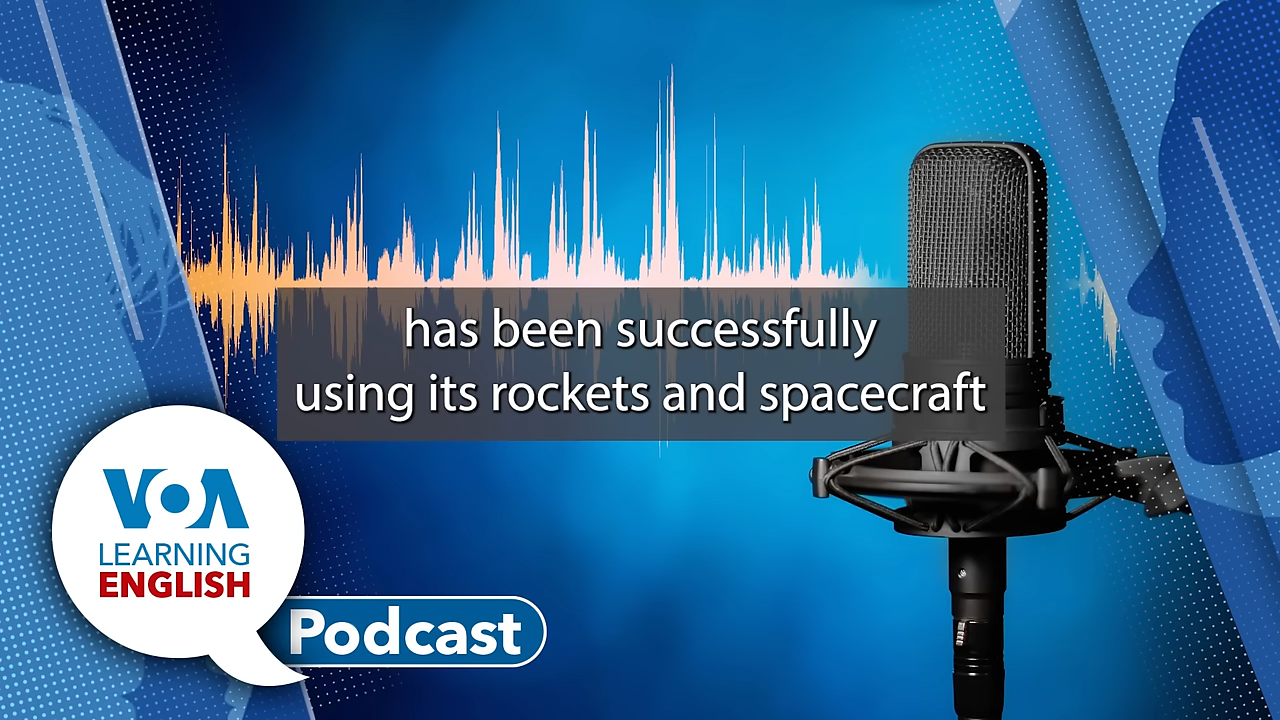 has been successfully
using its rockets and spacecraft
VOA
LEARNING
ENGLISH
Podcast